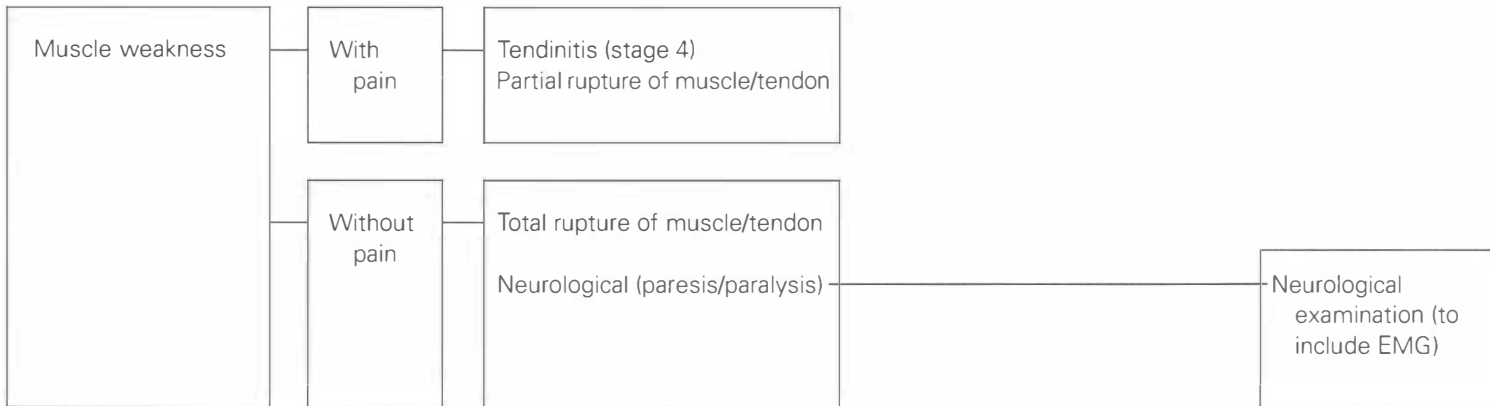 Muscle weakness
With
pain
Tendinitis (stage 4)
Partial rupture of muscle/tendon
Without
pain
Total rupture of muscle/tendon
Neurological (paresis/paralysis)
Neurological
examination (to
include EMG)